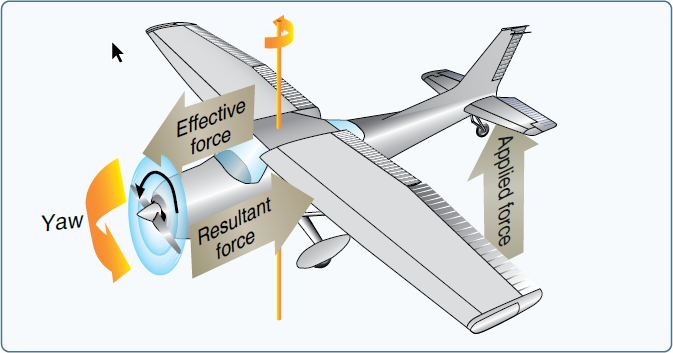 Effective
force
Yaw
Resultant
force
Applied force